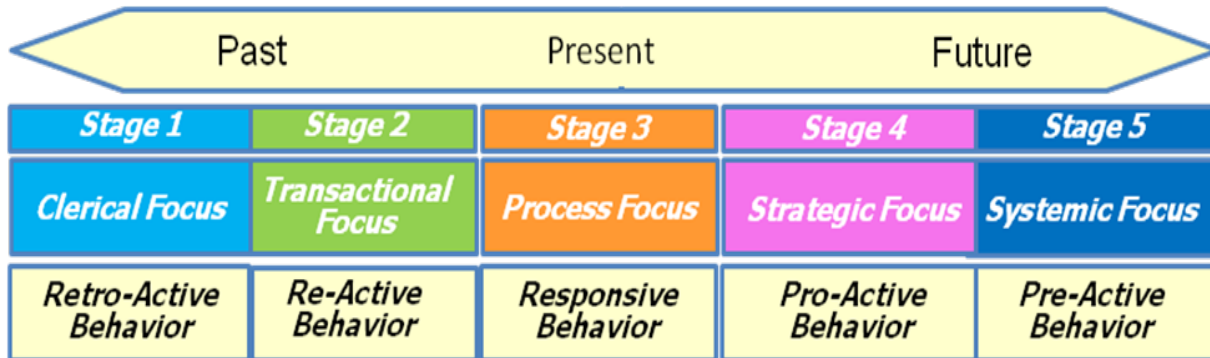 Past Present Future
Stage 1 Stage 2 Stage 3 Stage 4 Stage 5
Clerical Focus
Transactional
Focus
Process Focus
Strategic Focus
Systemic Focus
Retro-Active
Behavior
Re-Active
Behavior
Responsive
Behavior
Pro-Active
Behavior
Pre-Active
Behavior